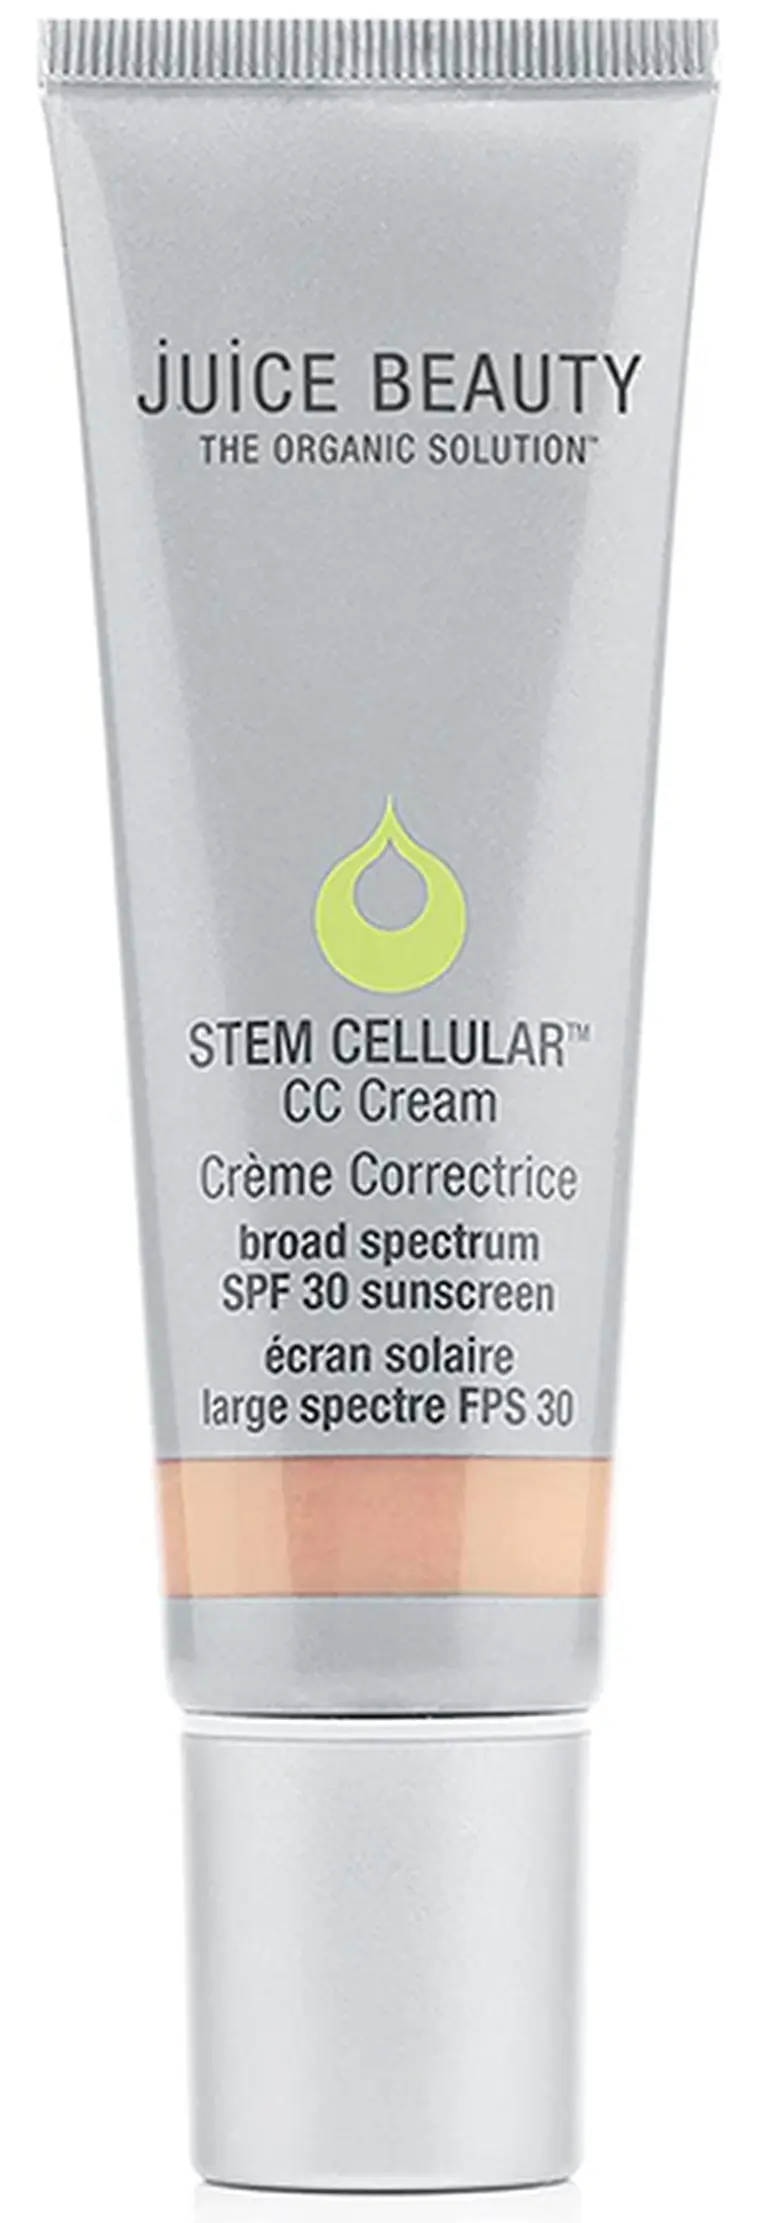 juice BEAUTY
THE ORGANIC SOLUTION™
STEM CELLULAR™
CC Cream
Crème Correctrice
broad spectrum
SPF 30 sunscreen
écran solaire
large spectre FPS 30